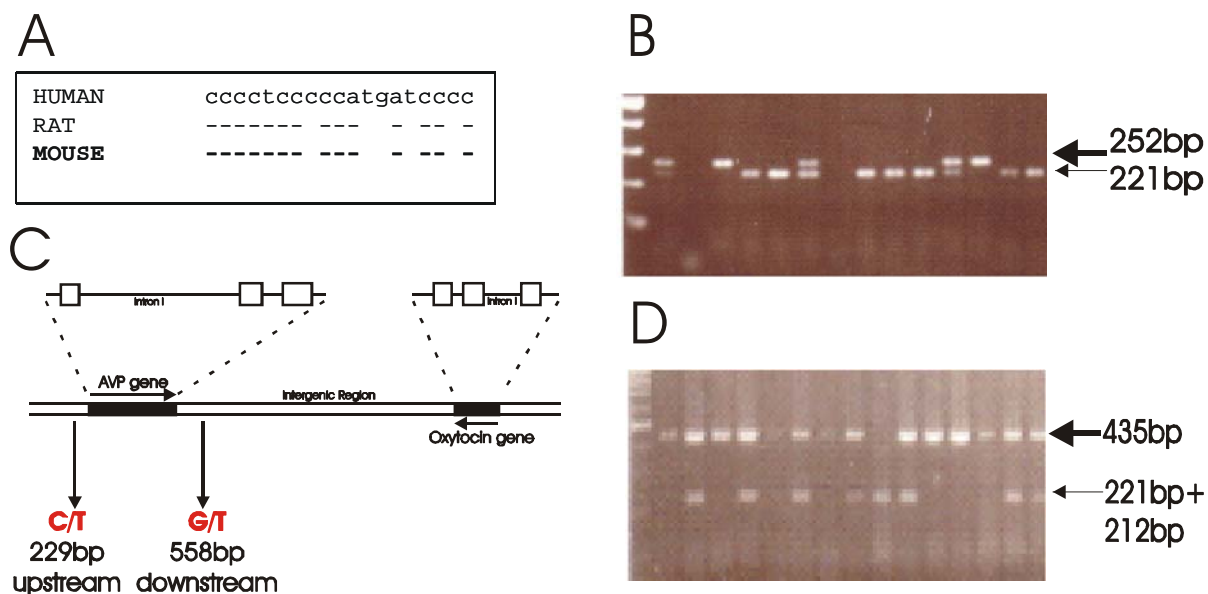 A
HUMAN cccctcccccatgatcccc
RAT ------- --- - -- -
MOUSE ------- --- - -- -
B
252bp
221bp
C
Intron I
Intron I
AVP gene
Intergenic Region
Oxytocin gene
C/T
229bp
upstream
G/T
558bp
downstream
D
435bp
221bp+
212bp